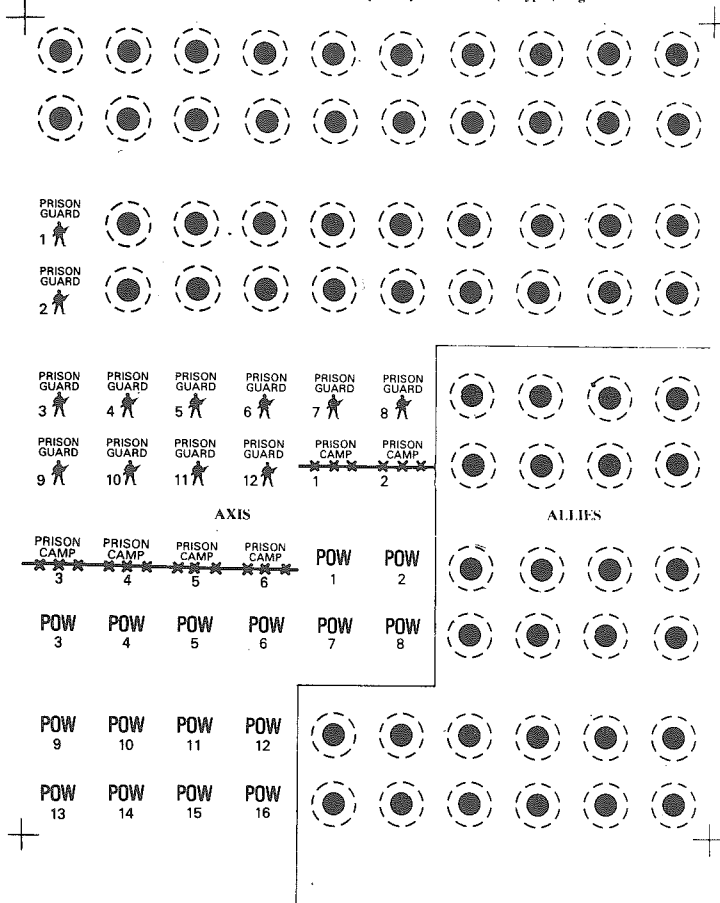 PRISON
GUARD
1
PRISON
GUARD
2
PRISON PRISON PRISON PRISON PRISON PRISON
GUARD GUARD GUARD GUARD GUARD GUARD
3 4 5 6 7 8
PRISON PRISON PRISON PRISON PRISON PRISON
GUARD GUARD GUARD GUARD CAMP CAMP
9 10 11 12 1 2
AXIS ALLIES
PRISON PRISON PRISON PRISON
CAMP CAMP CAMP CAMP POW POW
3 4 5 6 1 2
POW POW POW POW POW POW
3 4 5 6 7 8
POW POW POW POW
9 10 11 12
POW POW POW POW
13 14 15 16